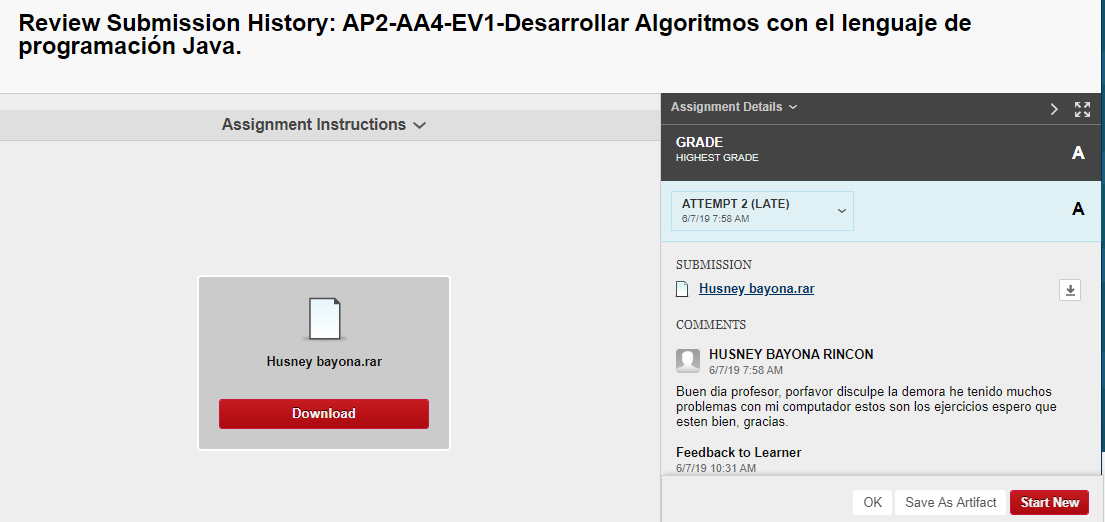 Review Submission History: AP2-AA4-EV1-Desarrollar Algoritmos con el lenguaje de
programación Java.
Assignment Instructions
Husney bayona.rar
Download
Assignment Details
GRADE
HIGHEST GRADE
A
ATTEMPT 2 (LATE)
6/7/19 7:58 AM
A
SUBMISSION
Husney bayona.rar
COMMENTS
HUSNEY BAYONA RINCON
6/7/19 7:58 AM
Buen dia profesor, porfavor disculpe la demora he tenido muchos
problemas con mi computador estos son los ejercicios espero que
esten bien, gracias.
Feedback to Learner
6/7/19 10:31 AM
OK
Save As Artifact
Start New